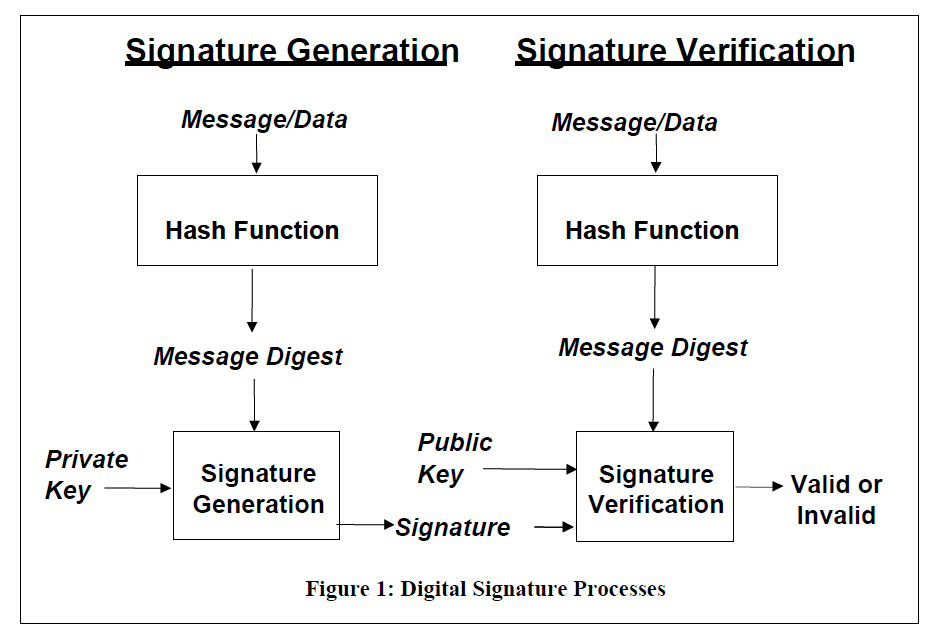 Signature Generation
Message/Data
Hash Function
Message Digest
Private
Key
Signature
Generation
Signature Verification
Message/Data
Hash Function
Message Digest
Public
Key
Signature
Signature
Verification
Valid or
Invalid
Figure 1: Digital Signature Processes